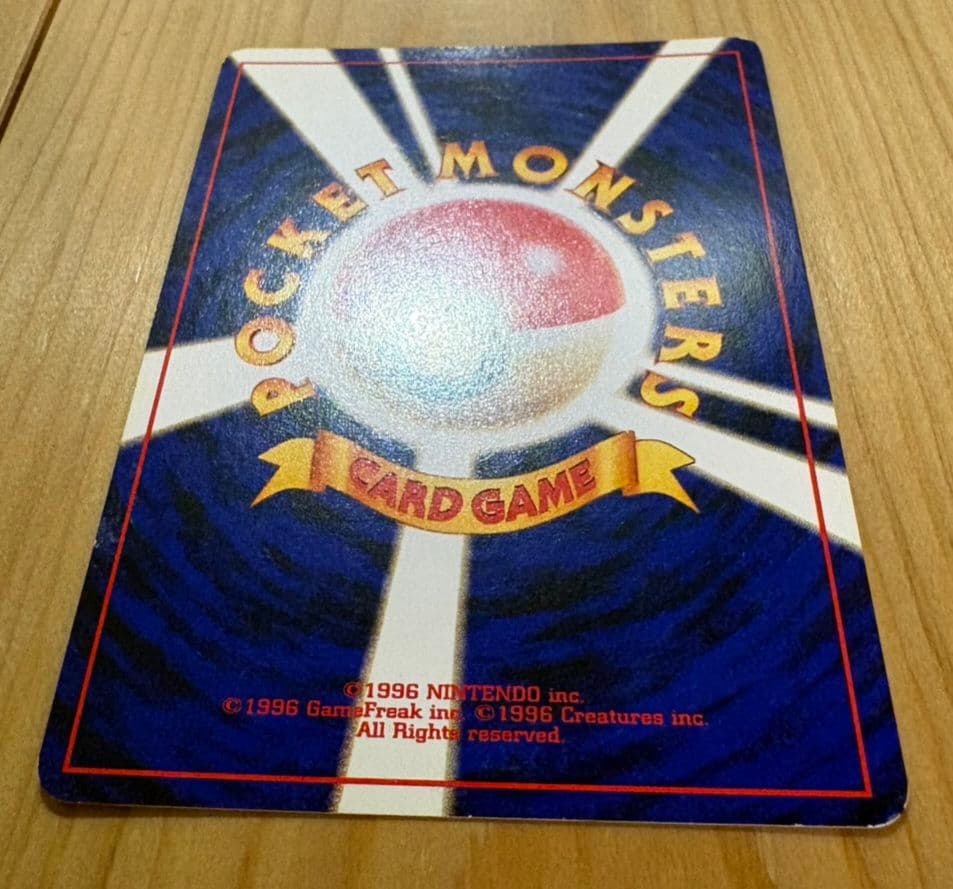 POCKET MONSTERS
CARD GAME
©1996 NINTENDO inc.
©1996 GameFreak inc. ©1996 Creatures inc.
All Rights reserved.